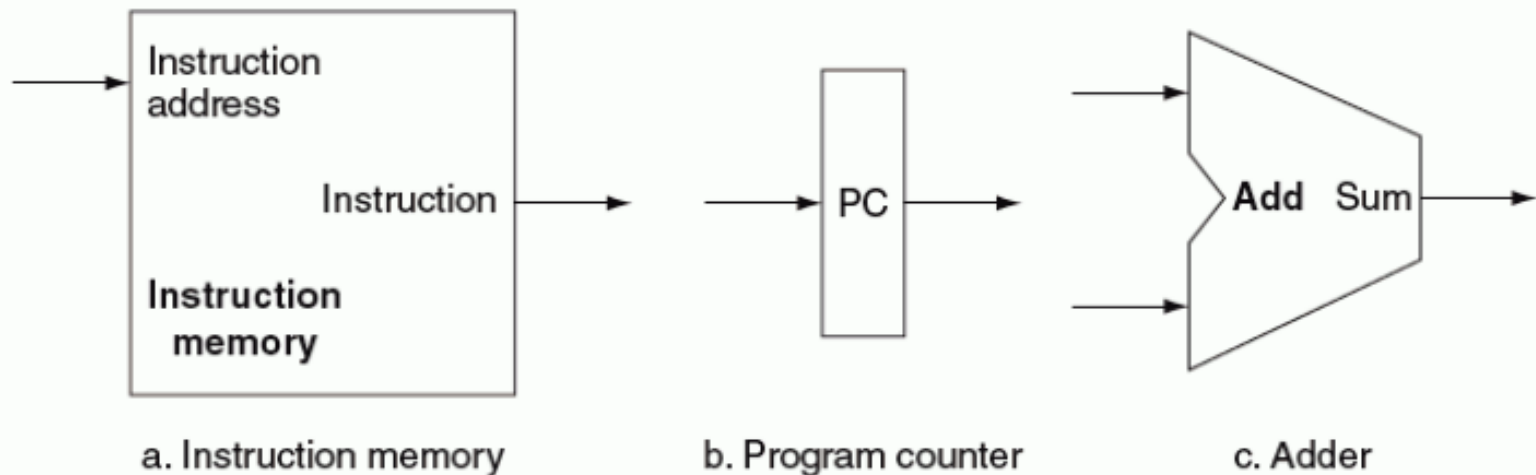 Instruction
address
Instruction
Instruction
memory
PC
Add Sum
a. Instruction memory
b. Program counter
c. Adder